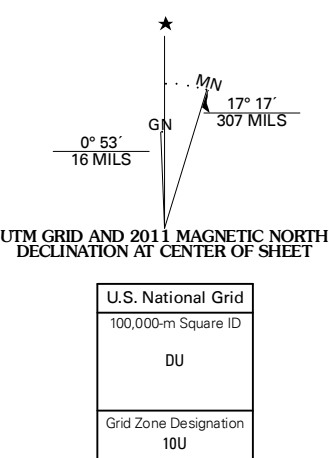 ★
MN
GN
17° 17´
307 MILS
0° 53´
16 MILS
UTM GRID AND 2011 MAGNETIC NORTH
DECLINATION AT CENTER OF SHEET
U.S. National Grid
100,000-m Square ID
DU
Grid Zone Designation
10U